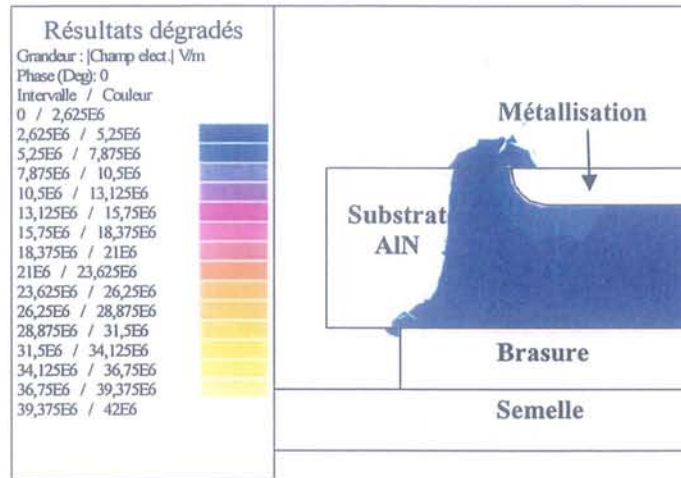 Résultats dégradés
Grandeur : |Champ elect.| V/m
Phase (Deg): 0
Intervalle / Couleur
0 / 2,625E6
2,625E6 / 5,25E6
5,25E6 / 7,875E6
7,875E6 / 10,5E6
10,5E6 / 13,125E6
13,125E6 / 15,75E6
15,75E6 / 18,375E6
18,375E6 / 21E6
21E6 / 23,625E6
23,625E6 / 26,25E6
26,25E6 / 28,875E6
28,875E6 / 31,5E6
31,5E6 / 34,125E6
34,125E6 / 36,75E6
36,75E6 / 39,375E6
39,375E6 / 42E6
Métallisation
Substrat
AlN
Brasure
Semelle